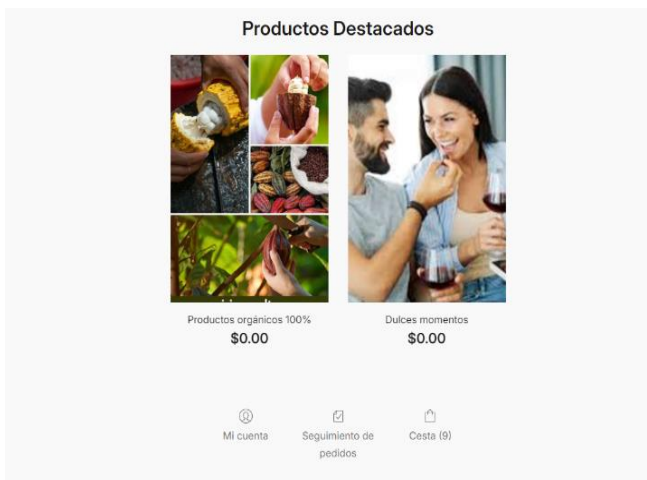 Productos Destacados
Productos orgánicos 100%
$0.00
Dulces momentos
$0.00
Mi cuenta
Seguimiento de
pedidos
Cesta (9)